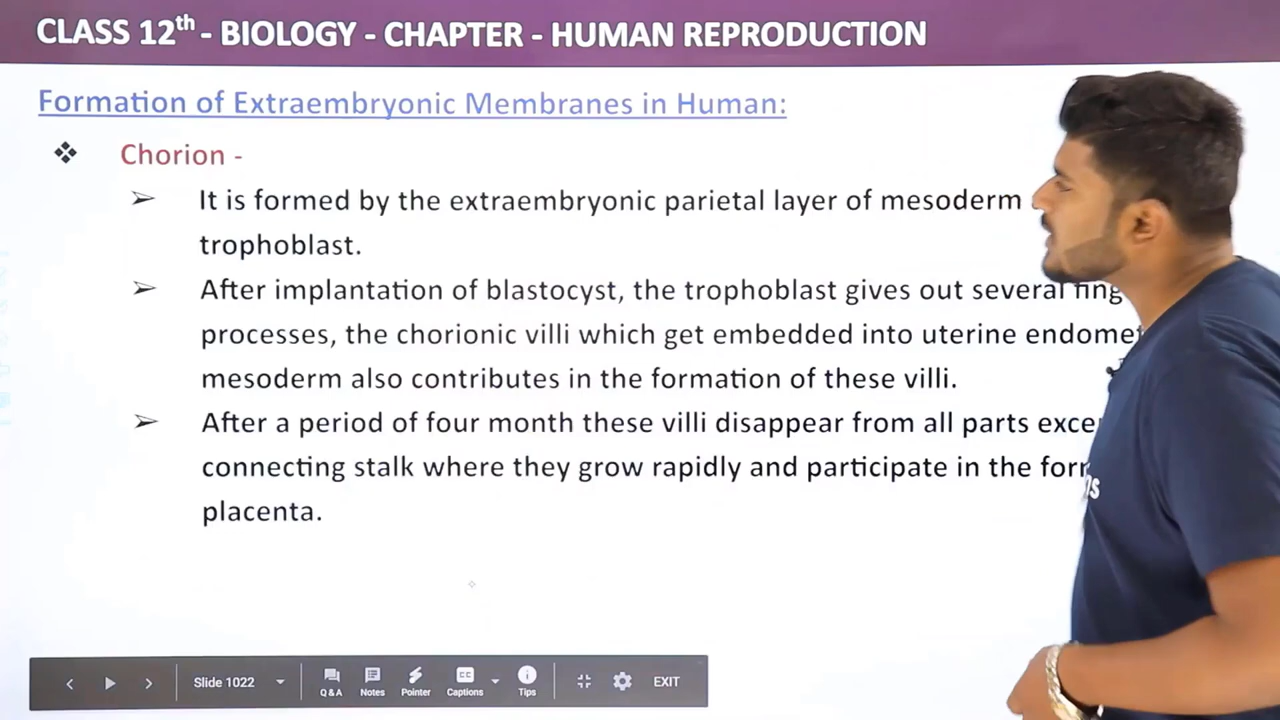 CLASS 12th - BIOLOGY - CHAPTER - HUMAN REPRODUCTION
Formation of Extraembryonic Membranes in Human:
Chorion -
It is formed by the extraembryonic parietal layer of mesoderm
trophoblast.
After implantation of blastocyst, the trophoblast gives out several
processes, the chorionic villi which get embedded into uterine
mesoderm also contributes in the formation of these villi.
After a period of four month these villi disappear from all parts
connecting stalk where they grow rapidly and participate in the
placenta.
Slide 1022
Q&A
Notes
Pointer
CC
Captions
Tips
EXIT